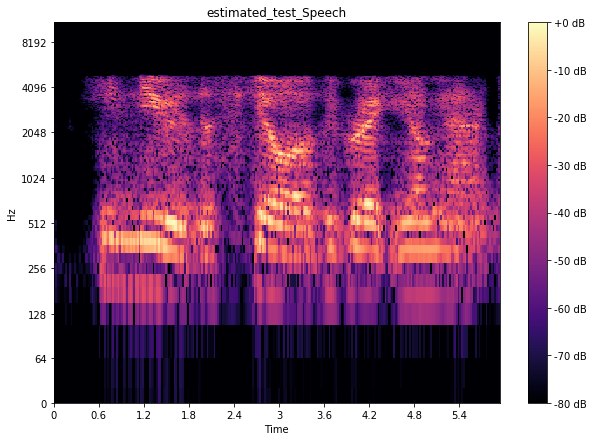 estimated_test_Speech
8192
4096
2048
1024
512
256
128
64
0
Hz
0 0.6 1.2 1.8 2.4 3 3.6 4.2 4.8 5.4
Time
+0 dB
-10 dB
-20 dB
-30 dB
-40 dB
-50 dB
-60 dB
-70 dB
-80 dB